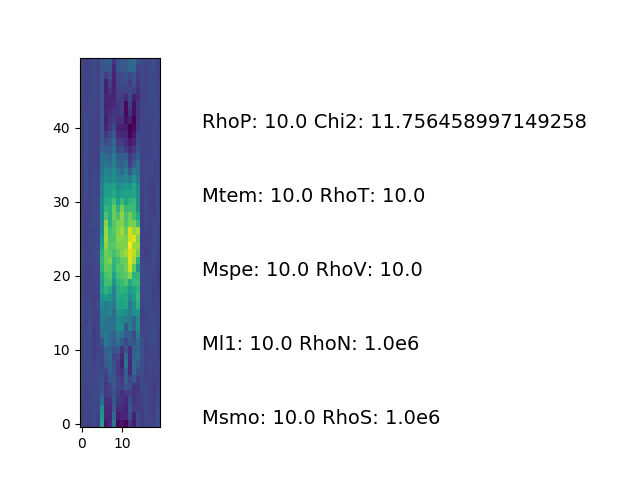 40
30
20
10
0
0 10
RhoP: 10.0 Chi2: 11.756458997149258
Mtem: 10.0 RhoT: 10.0
Mspe: 10.0 RhoV: 10.0
Ml1: 10.0 RhoN: 1.0e6
Msmo: 10.0 RhoS: 1.0e6